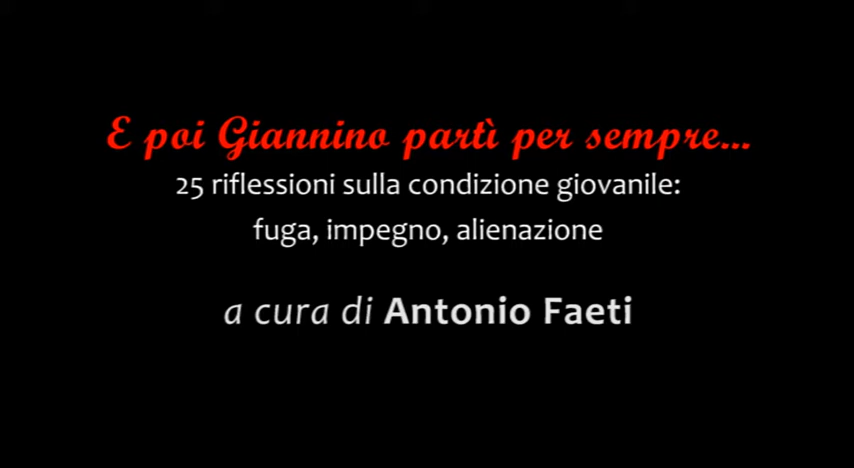 E poi Giannino partì per sempre...
25 riflessioni sulla condizione giovanile:
fuga, impegno, alienazione
a cura di Antonio Faeti